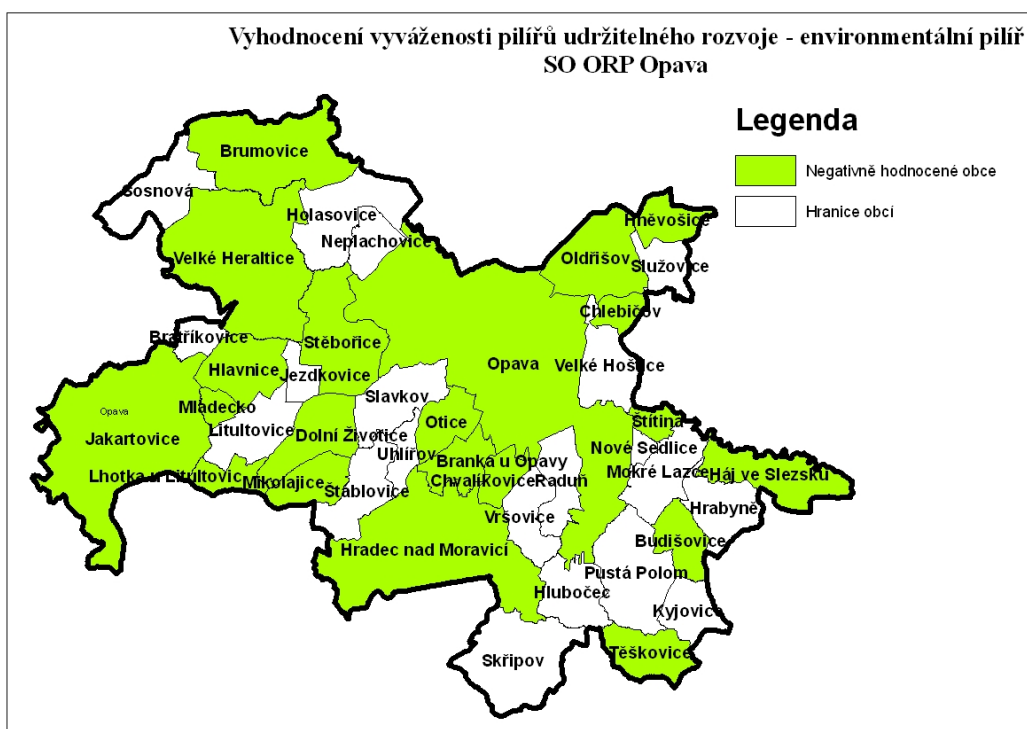 Vyhodnocení vyváženosti pilířů udržitelného rozvoje - environmentální pilíř
SO ORP Opava
Legenda
Negativně hodnocené obce
Hranice obcí
Brumovice
Sosnová
Holasovice
Neplachovice
Velké Heraltice
Hněvošice
Oldřišov
Služovice
Chlebičov
Bratříkovice
Stěbořice
Opava
Velké Hoštice
Hlavnice
Jezdkovice
Slavkov
Mladecko
Opava
Jakartovice
Litultovice
Dolní Životice
Otice
Štítina
Nové Sedlice
Uhlířov
Branka u Opavy
Mokré Lazce
Háj ve Slezsku
Lhotka u Litultovic
Mikolajice
Štáblovice
Chvalíkovice
Raduň
Hrabyně
Vršovice
Budišovice
Hradec nad Moravicí
Pustá Polom
Hlubočec
Kyjovice
Skřipov
Těškovice